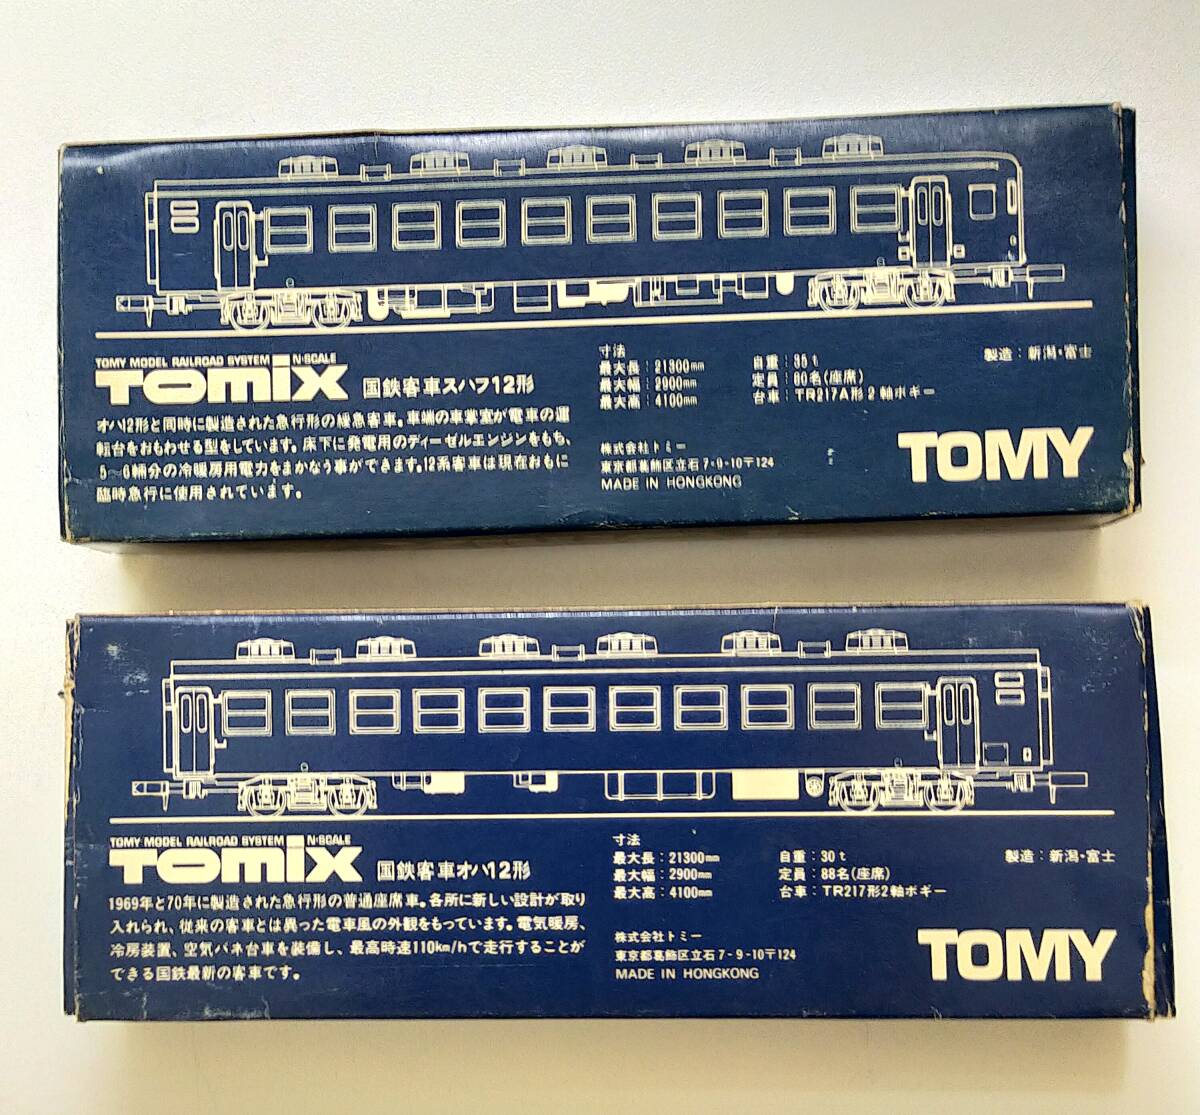 TOMY MODEL RAILROAD SYSTEM N・SCALE
TOMIX 国鉄客車スハフ12形
オハ12形と同時に製造された急行形の緩急客車。車端の車掌室が電車の運
転台をおもわせる型をしています。床下に発電用のディーゼルエンジンをもち、
5〜6輌分の冷暖房用電力をまかなう事ができます。12系客車は現在おもに
臨時急行に使用されています。
寸法
最大長：21300mm
最大幅：2900mm
最大高：4100mm
自重：35t
定員：80名(座席)
台車：TR217A形2軸ボギー
製造：新潟・富士
株式会社トミー
東京都葛飾区立石7-9-10〒124
MADE IN HONGKONG
TOMY
TOMY MODEL RAILROAD SYSTEM N・SCALE
TOMIX 国鉄客車オハ12形
1969年と70年に製造された急行形の普通座席車。各所に新しい設計が取り
入れられ、従来の客車とは異った電車風の外観をもっています。電気暖房、
冷房装置、空気バネ台車を装備し、最高時速110km/hで走行することが
できる国鉄最新の客車です。
寸法
最大長：21300mm
最大幅：2900mm
最大高：4100mm
自重：30t
定員：88名(座席)
台車：TR217形2軸ボギー
製造：新潟・富士
株式会社トミー
東京都葛飾区立石7-9-10〒124
MADE IN HONGKONG
TOMY